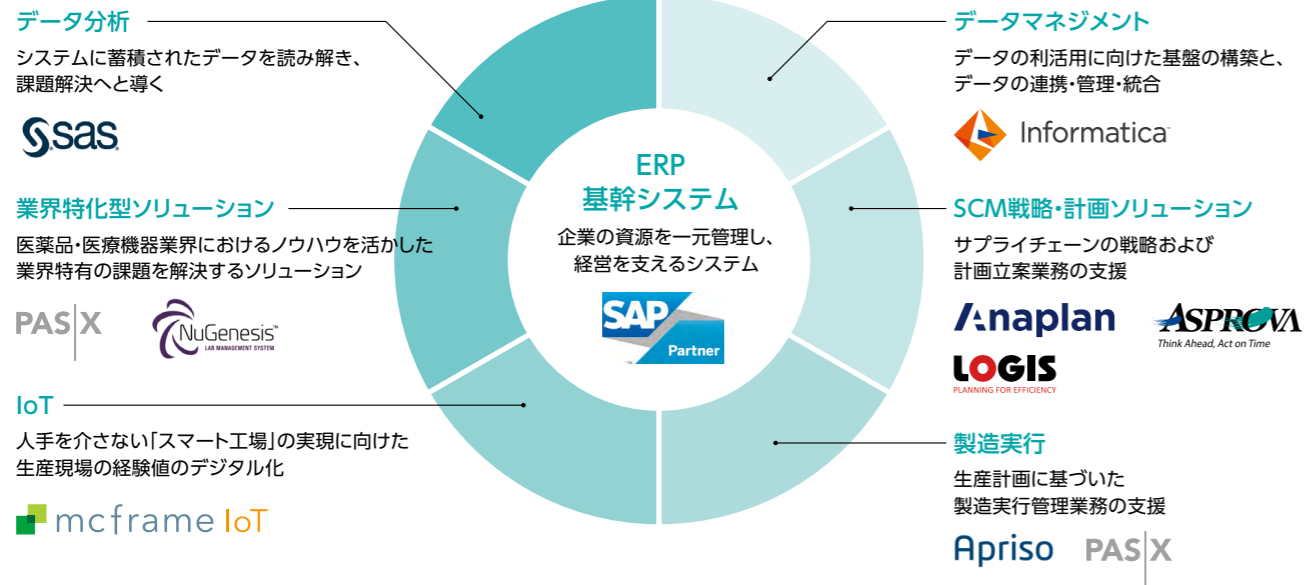 データ分析
システムに蓄積されたデータを読み解き、
課題解決へと導く
sas
業界特化型ソリューション
医薬品・医療機器業界におけるノウハウを活かした
業界特有の課題を解決するソリューション
PAS|X
NuGenesis™
LAB MANAGEMENT SYSTEM
IoT
人手を介さない「スマート工場」の実現に向けた
生産現場の経験値のデジタル化
mcframe IoT
ERP
基幹システム
企業の資源を一元管理し、
経営を支えるシステム
SAP
Partner
データマネジメント
データの利活用に向けた基盤の構築と、
データの連携・管理・統合
Informatica
SCM戦略・計画ソリューション
サプライチェーンの戦略および
計画立案業務の支援
Anaplan
ASPROVA
Think Ahead, Act on Time
LOGIS
PLANNING FOR EFFICIENCY
製造実行
生産計画に基づいた
製造実行管理業務の支援
Apriso
PAS|X